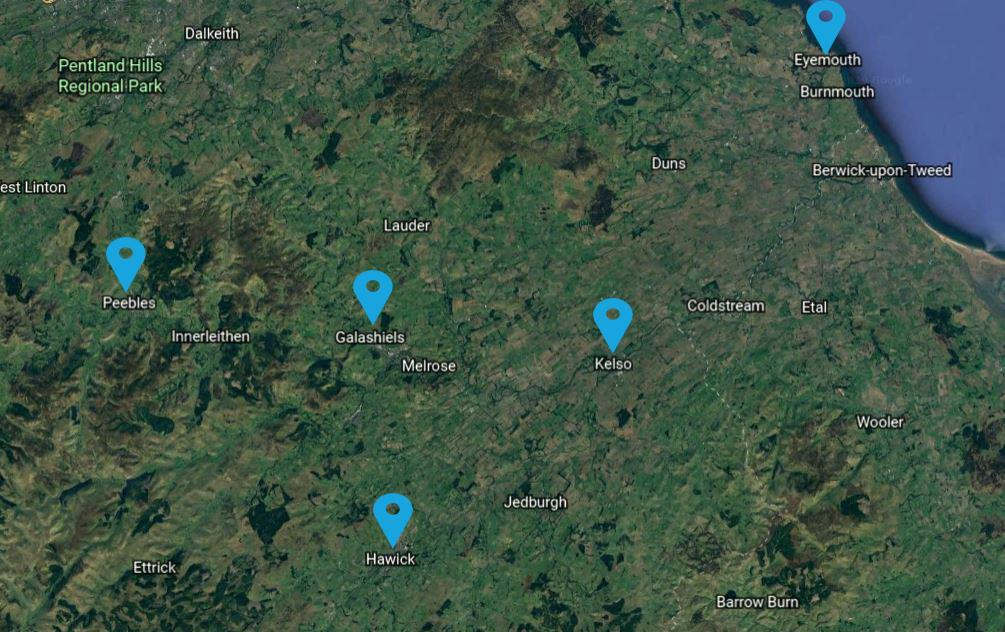 Dalkeith
Pentland Hills
Regional Park
Eyemouth
Burnmouth
Duns
Berwick-upon-Tweed
est Linton
Lauder
Peebles
Innerleithen
Galashiels
Melrose
Kelso
Coldstream
Etal
Wooler
Jedburgh
Hawick
Ettrick
Barrow Burn